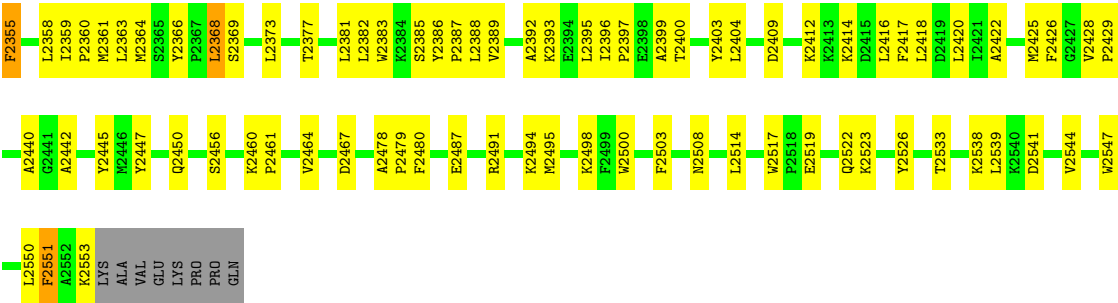 F2355 L2358 I2359 P2360 M2361 L2363 M2364 S2365 Y2366 P2367 L2368 S2369 L2373 T2377 L2381 L2382 W2383 K2384 S2385 Y2386 P2387 L2388 V2389 A2392 K2393 E2394 L2395 I2396 P2397 E2398 A2399 T2400 Y2403 L2404 D2409 K2412 K2413 K2414 D2415 L2416 F2417 L2418 D2419 L2420 I2421 A2422 M2425 F2426 G2427 V2428 P2429
A2440 G2441 A2442 Y2445 M2446 Y2447 Q2450 S2456 K2460 P2461 V2464 D2467 A2478 P2479 F2480 E2487 R2491 K2494 M2495 K2498 F2499 W2500 F2503 N2508 L2514 W2517 P2518 E2519 Q2522 K2523 Y2526 T2533 K2538 L2539 K2540 D2541 V2544 W2547
L2550 F2551 A2552 K2553 LYS ALA VAL GLU LYS PRO PRO GLN